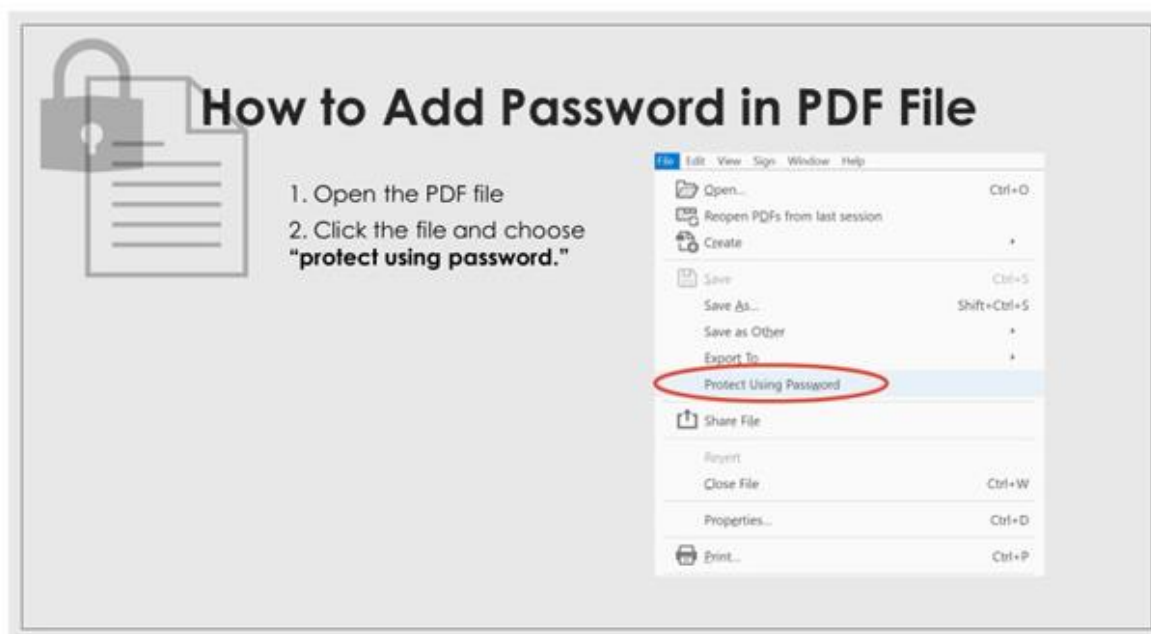 How to Add Password in PDF File
1. Open the PDF file
2. Click the file and choose
“protect using password.”
File Edit View Sign Window Help
Open... Ctrl+O
Reopen PDFs from last session
Create
Save Ctrl+S
Save As... Shift+Ctrl+S
Save as Other
Export To
Protect Using Password
Share File
Revert
Close File Ctrl+W
Properties... Ctrl+D
Print... Ctrl+P